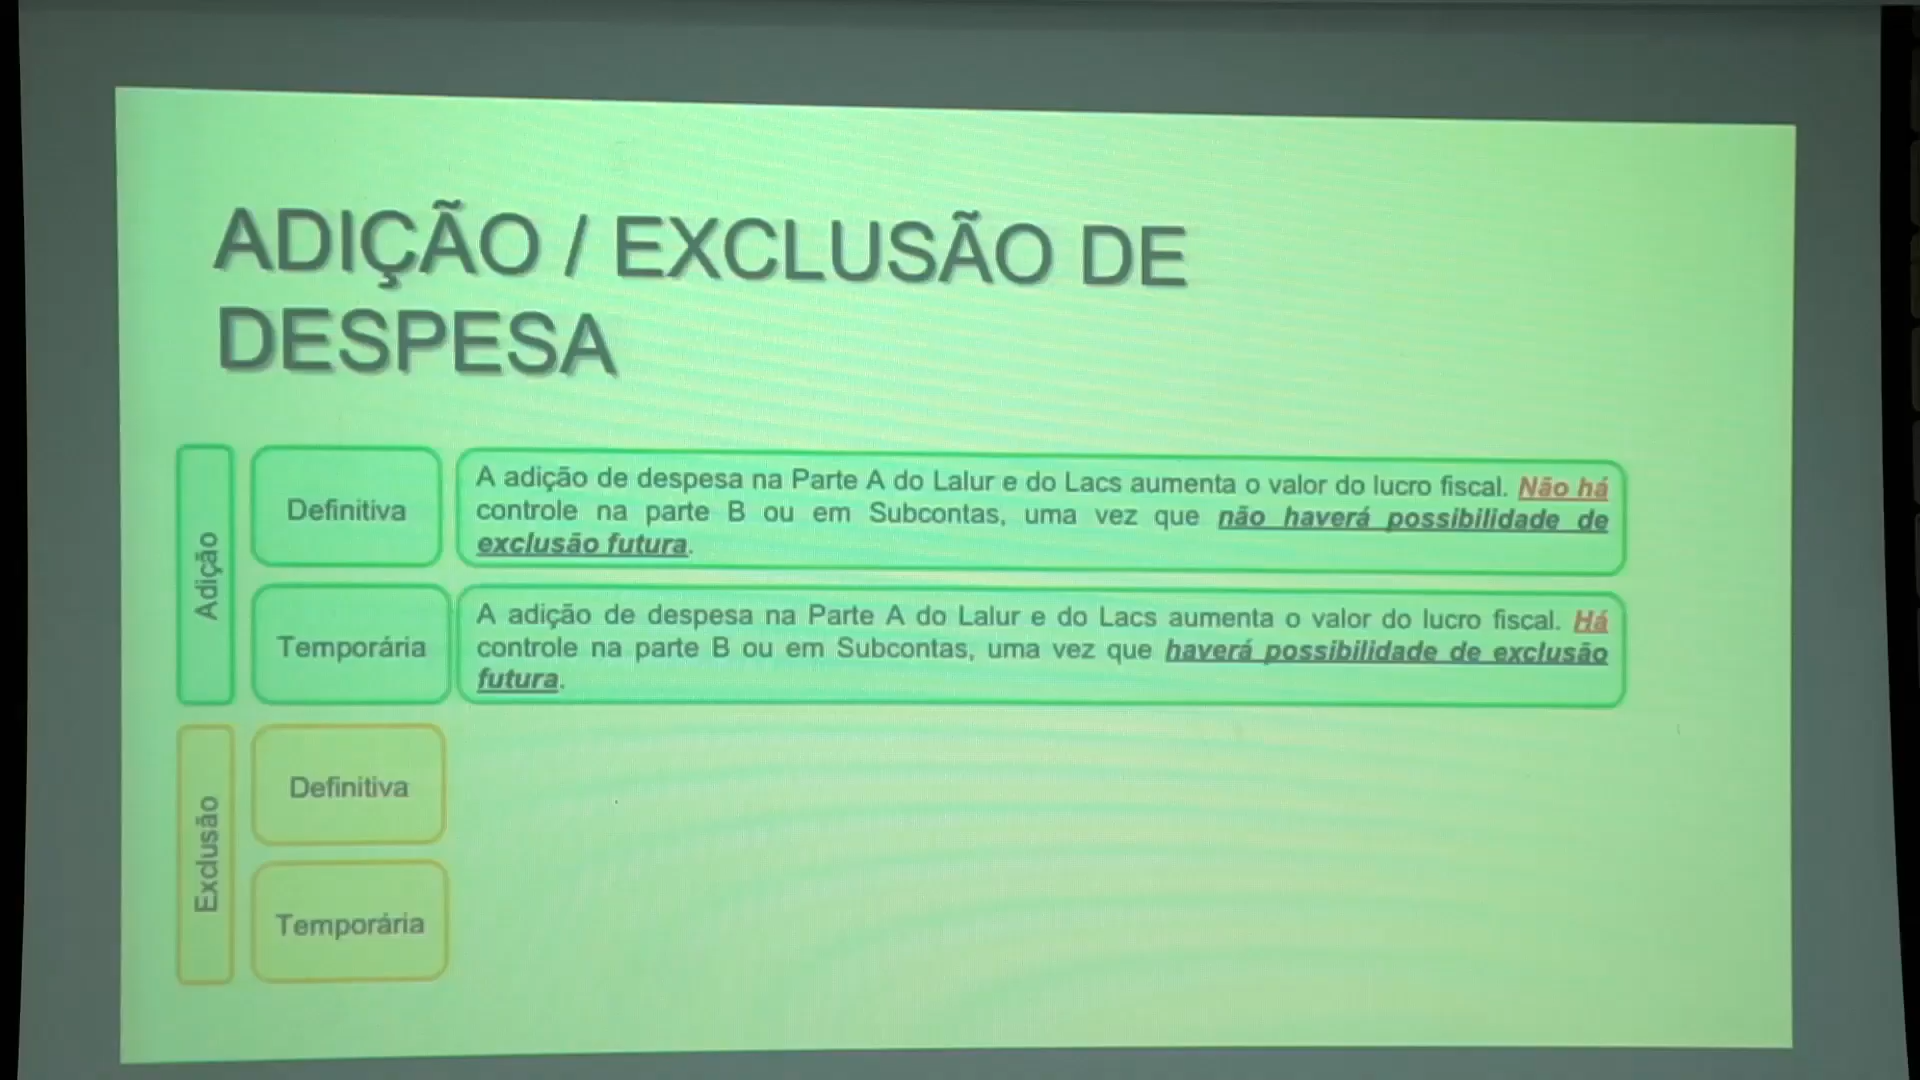 ADIÇÃO / EXCLUSÃO DE
DESPESA
Adição
Definitiva
A adição de despesa na Parte A do Lalur e do Lacs aumenta o valor do lucro fiscal. Não há
controle na parte B ou em Subcontas, uma vez que não haverá possibilidade de
exclusão futura.
Temporária
A adição de despesa na Parte A do Lalur e do Lacs aumenta o valor do lucro fiscal. Há
controle na parte B ou em Subcontas, uma vez que haverá possibilidade de exclusão
futura.
Exclusão
Definitiva
Temporária